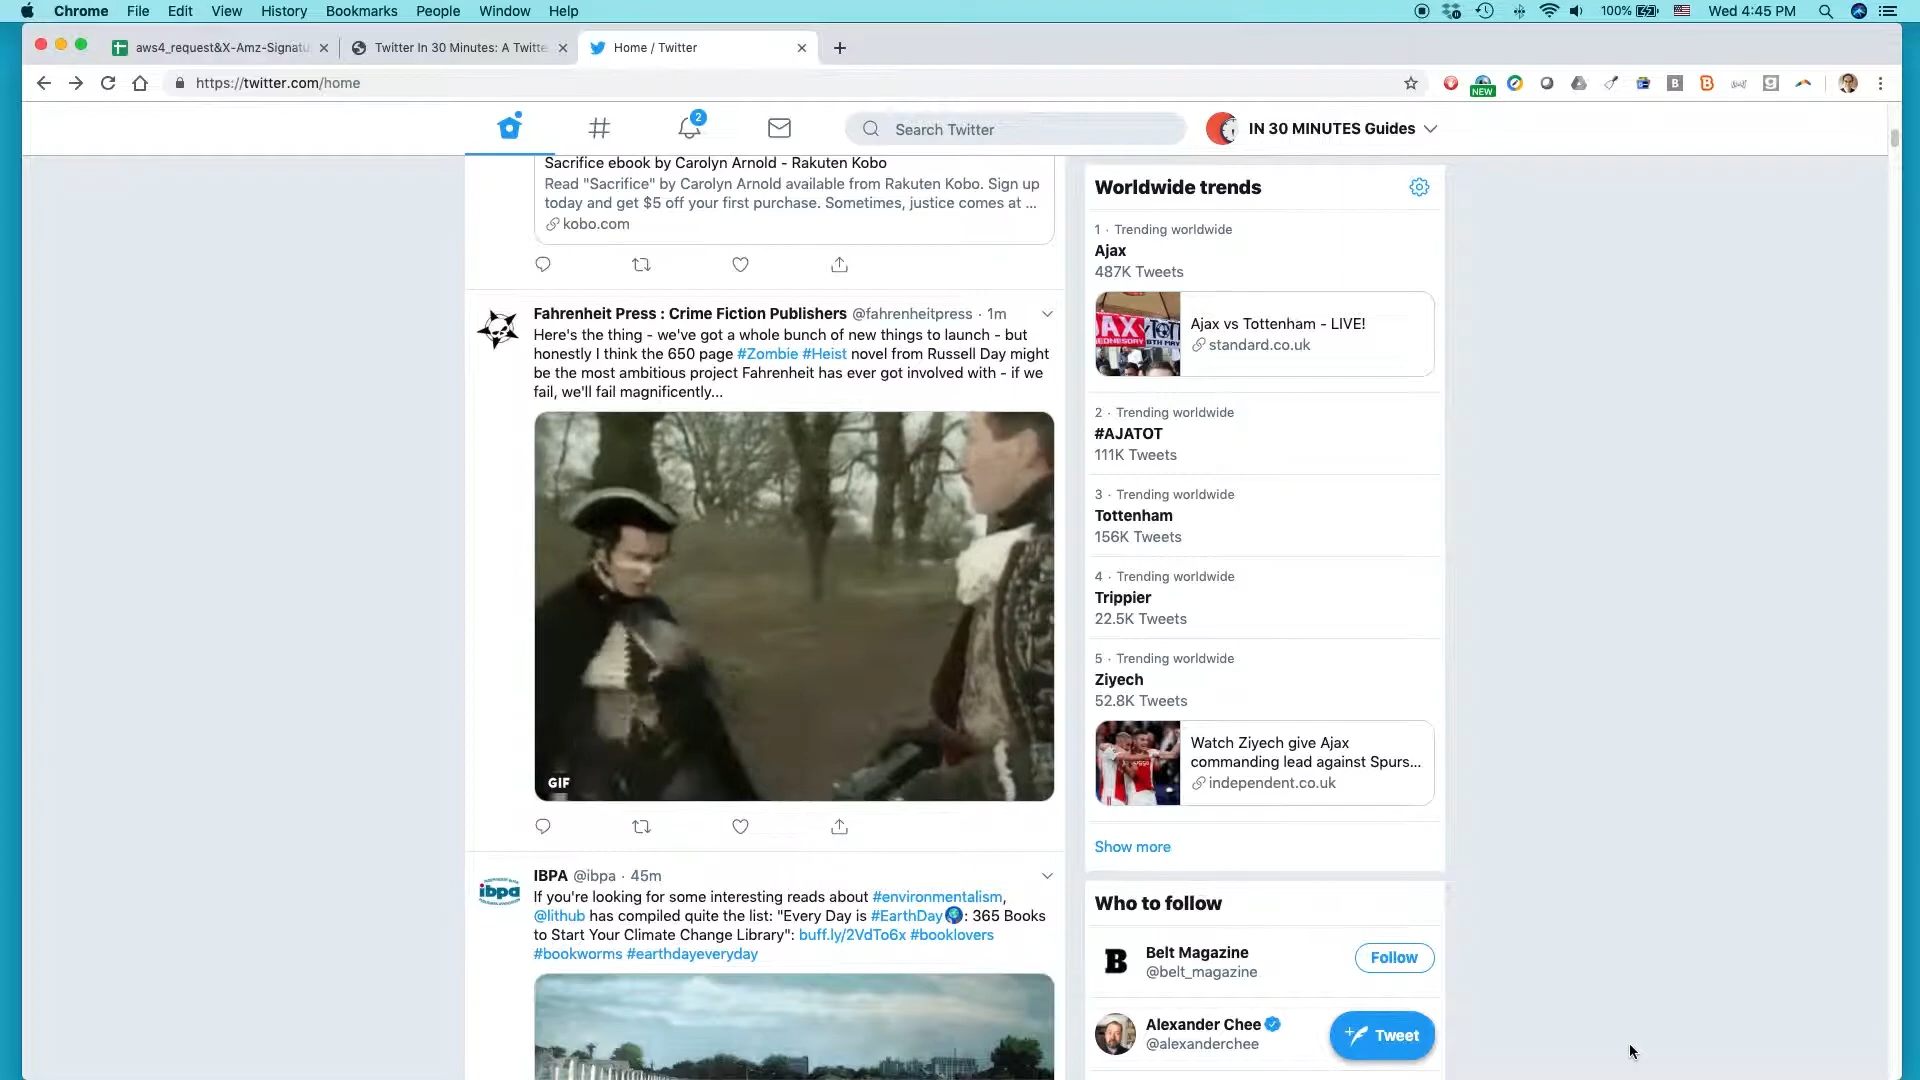 Chrome File Edit View History Bookmarks People Window Help
100% Wed 4:45 PM
aws4_request&X-Amz-Signatu
Twitter In 30 Minutes: A Twitte
Home / Twitter
https://twitter.com/home
NEW
B
2
Search Twitter
IN 30 MINUTES Guides
Sacrifice ebook by Carolyn Arnold - Rakuten Kobo
Read "Sacrifice" by Carolyn Arnold available from Rakuten Kobo. Sign up
today and get $5 off your first purchase. Sometimes, justice comes at ...
kobo.com
Fahrenheit Press : Crime Fiction Publishers @fahrenheitpress · 1m
Here's the thing - we've got a whole bunch of new things to launch - but
honestly I think the 650 page #Zombie #Heist novel from Russell Day might
be the most ambitious project Fahrenheit has ever got involved with - if we
fail, we'll fail magnificently...
GIF
IBPA @ibpa · 45m
ibpa
If you're looking for some interesting reads about #environmentalism,
@lithub has compiled quite the list: "Every Day is #EarthDay🌎: 365 Books
to Start Your Climate Change Library": buff.ly/2VdTo6x #booklovers
#bookworms #earthdayeveryday
Worldwide trends
1 · Trending worldwide
Ajax
487K Tweets
Ajax vs Tottenham - LIVE!
standard.co.uk
2 · Trending worldwide
#AJATOT
111K Tweets
3 · Trending worldwide
Tottenham
156K Tweets
4 · Trending worldwide
Trippier
22.5K Tweets
5 · Trending worldwide
Ziyech
52.8K Tweets
Watch Ziyech give Ajax
commanding lead against Spurs...
independent.co.uk
Show more
Who to follow
B
Belt Magazine
@belt_magazine
Follow
Alexander Chee
@alexanderchee
Tweet